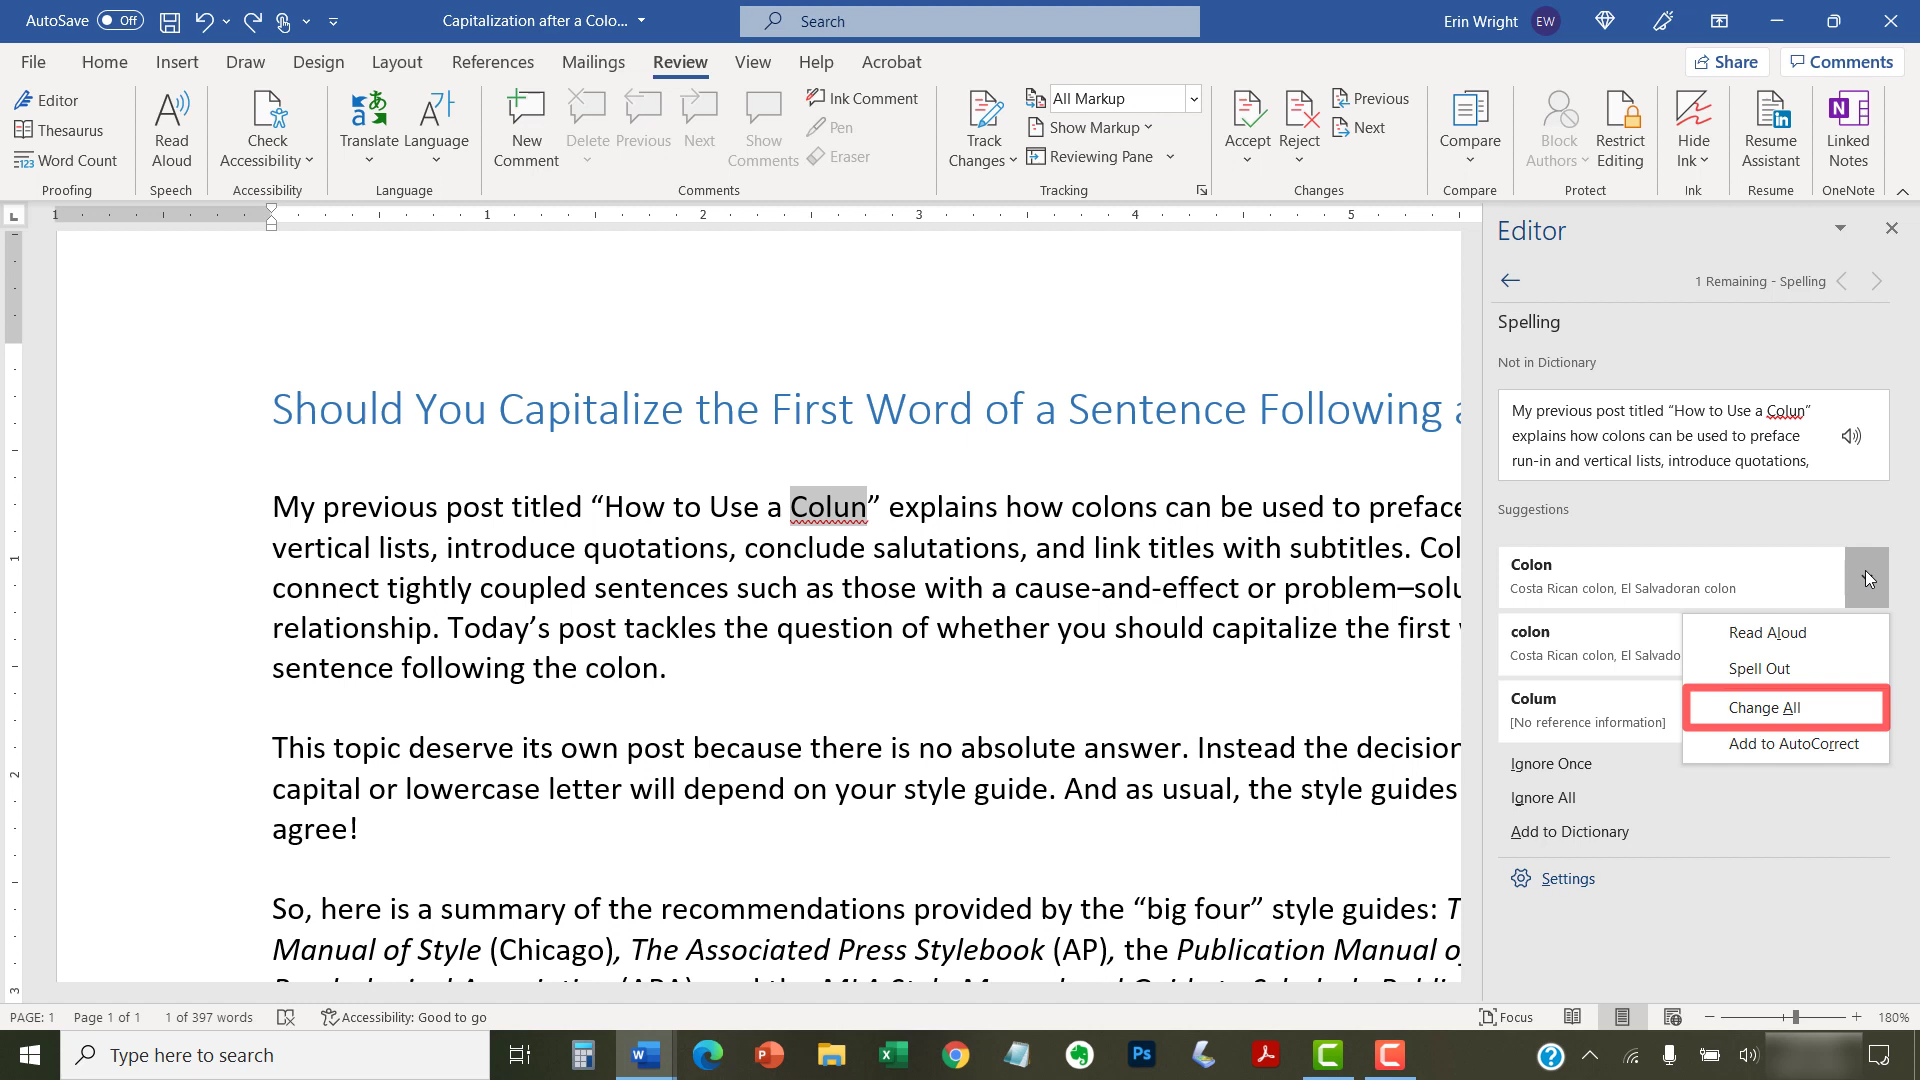 AutoSave Off
Capitalization after a Colo...
Search
Erin Wright EW
File Home Insert Draw Design Layout References Mailings Review View Help Acrobat
Share Comments
Editor
Thesaurus
Word Count
Proofing
Read Aloud
Speech
Check Accessibility
Accessibility
Translate
Language
Language
New Comment
Delete
Previous
Next
Show Comments
Ink Comment
Pen
Eraser
Comments
Track Changes
All Markup
Show Markup
Reviewing Pane
Tracking
Accept
Reject
Previous
Next
Changes
Compare
Compare
Block Authors
Restrict Editing
Protect
Hide Ink
Ink
Resume Assistant
Resume
Linked Notes
OneNote
1 1 2 3 4 5
1
2
3
Should You Capitalize the First Word of a Sentence Following
My previous post titled “How to Use a Colun” explains how colons can be used to preface
vertical lists, introduce quotations, conclude salutations, and link titles with subtitles. Col
connect tightly coupled sentences such as those with a cause-and-effect or problem–solu
relationship. Today’s post tackles the question of whether you should capitalize the first
sentence following the colon.
This topic deserve its own post because there is no absolute answer. Instead the decision
capital or lowercase letter will depend on your style guide. And as usual, the style guides
agree!
So, here is a summary of the recommendations provided by the “big four” style guides: T
Manual of Style (Chicago), The Associated Press Stylebook (AP), the Publication Manual o
Editor
1 Remaining - Spelling
Spelling
Not in Dictionary
My previous post titled “How to Use a Colun”
explains how colons can be used to preface
run-in and vertical lists, introduce quotations,
Suggestions
Colon
Costa Rican colon, El Salvadoran colon
colon
Costa Rican colon, El Salvado
Colum
[No reference information]
Read Aloud
Spell Out
Change All
Add to AutoCorrect
Ignore Once
Ignore All
Add to Dictionary
Settings
PAGE: 1 Page 1 of 1 1 of 397 words Accessibility: Good to go
Focus 180%
Type here to search